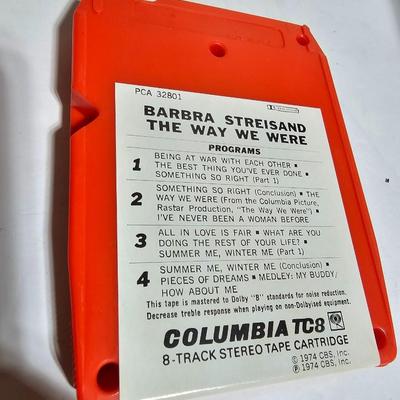 PCA 32801
BARBRA STREISAND
THE WAY WE WERE
PROGRAMS
1 BEING AT WAR WITH EACH OTHER ▪
THE BEST THING YOU'VE EVER DONE ▪
SOMETHING SO RIGHT (Part 1)
2 SOMETHING SO RIGHT (Conclusion) ▪ THE
WAY WE WERE (From the Columbia Picture,
Rastar Production, "The Way We Were") ▪
I'VE NEVER BEEN A WOMAN BEFORE
3 ALL IN LOVE IS FAIR ▪ WHAT ARE YOU
DOING THE REST OF YOUR LIFE? ▪
SUMMER ME, WINTER ME (Part 1)
4 SUMMER ME, WINTER ME (Conclusion) ▪
PIECES OF DREAMS ▪ MEDLEY: MY BUDDY/
HOW ABOUT ME
This tape is mastered to Dolby "B" standards for noise reduction.
Decrease treble response when playing on non-Dolbyised equipment.
COLUMBIA TC8
8-TRACK STEREO TAPE CARTRIDGE
© 1974 CBS, Inc.
℗ 1974 CBS, Inc.